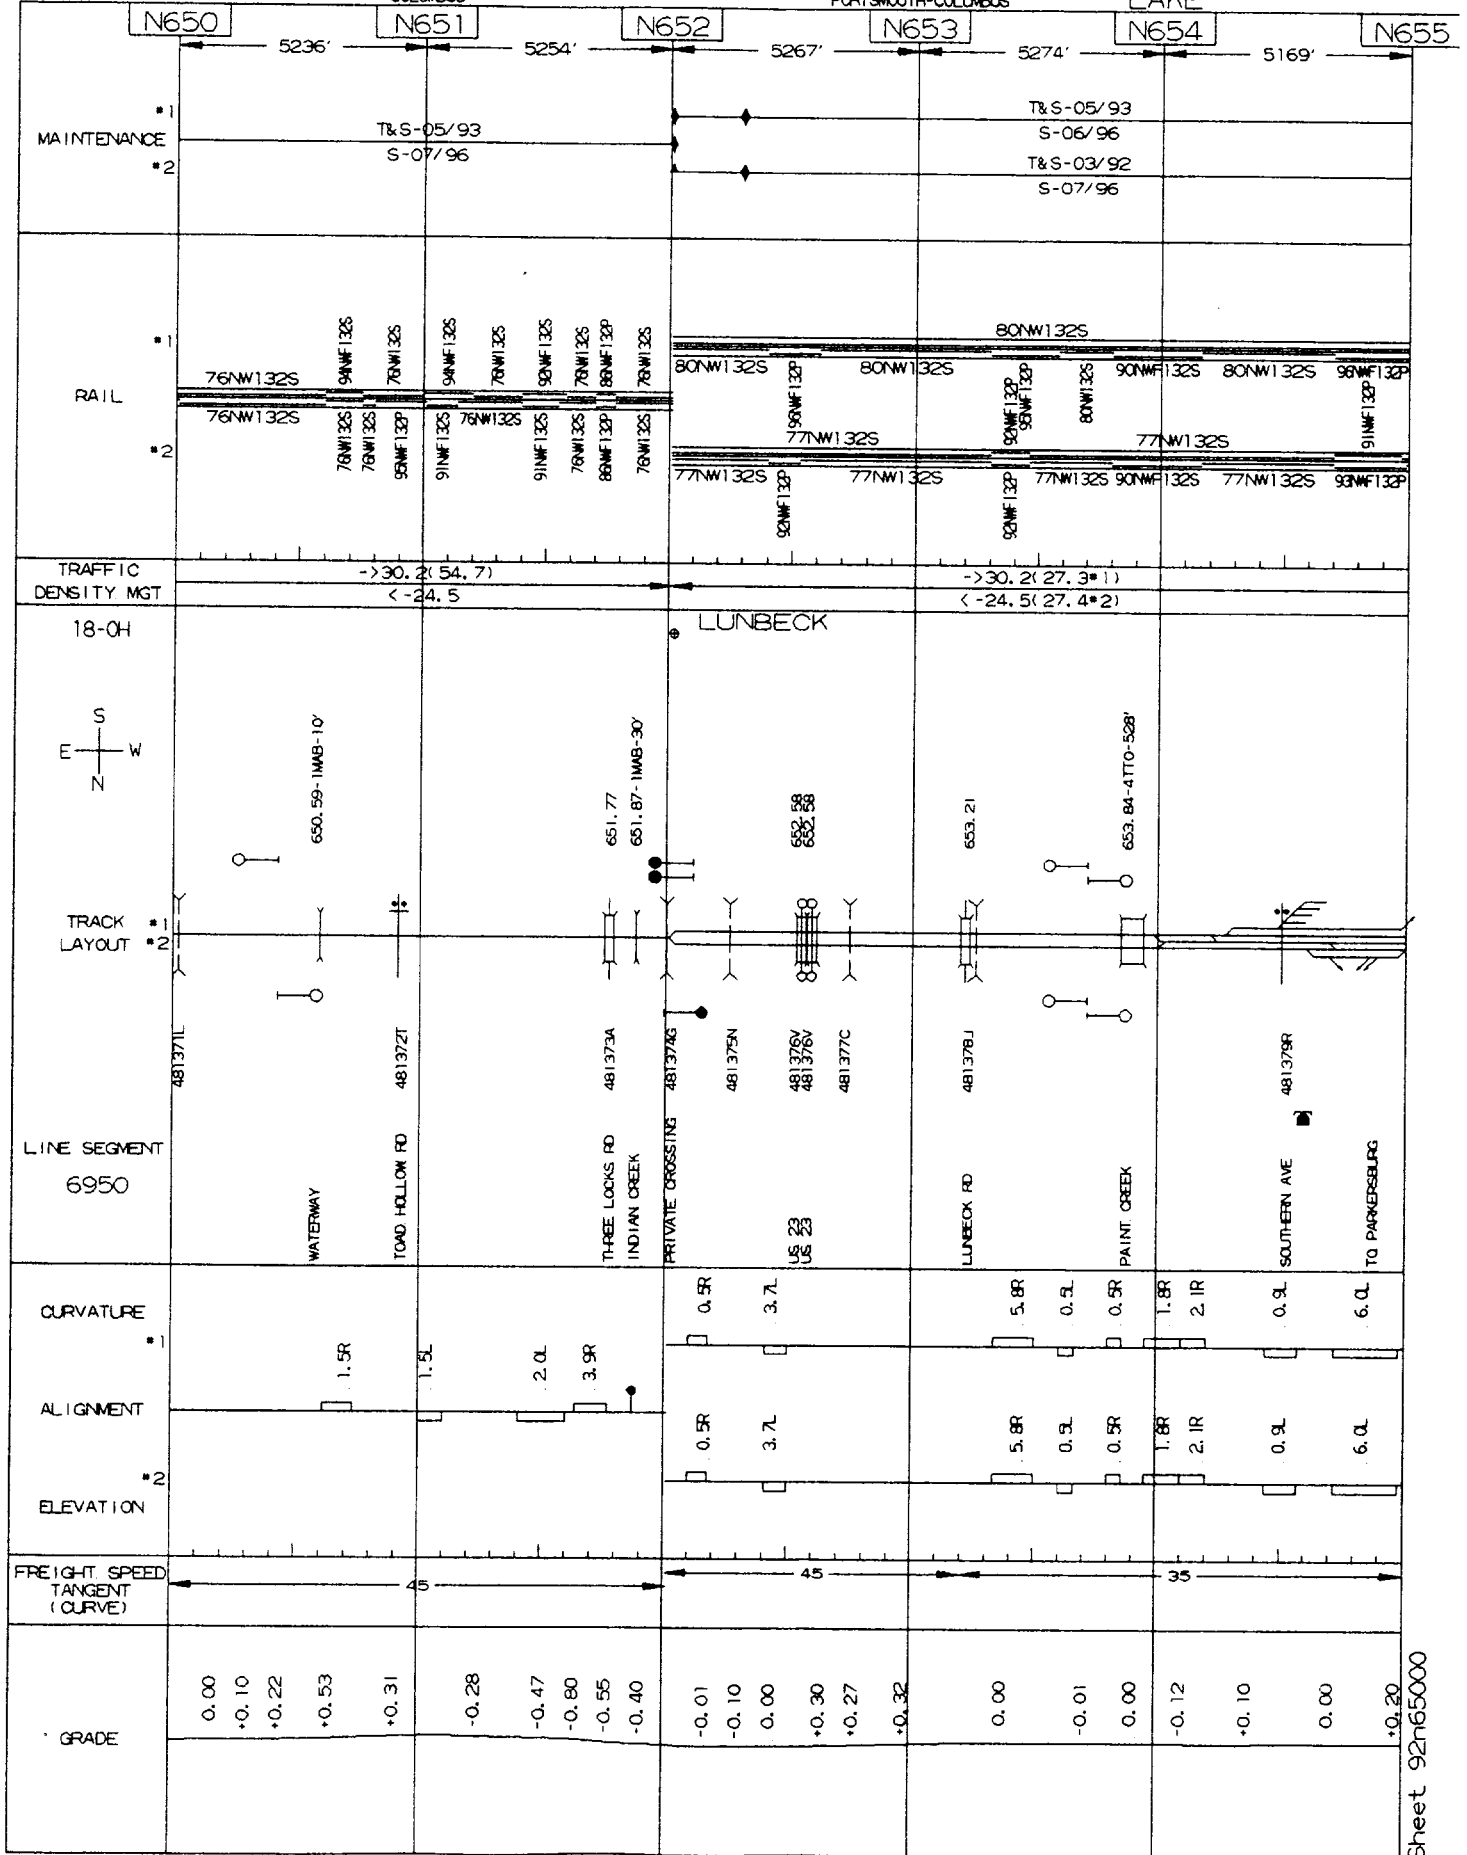 PORTSMOUTH-COLUMBUS
LAKE
N650
N651
N652
N653
N654
N655
5236'
5254'
5267'
5274'
5169'
MAINTENANCE
#1
#2
T&S-05/93
S-07/96
T&S-05/93
S-06/96
T&S-03/92
S-07/96
RAIL
#1
#2
76NW132S
94NWF132S
76NW132S
94NWF132S
76NW132S
92NWF132S
76NW132S
86NWF132P
76NW132S
76NW132S
76NW132S
76NW132S
95NWF132P
91NWF132S
76NW132S
91NWF132S
76NW132S
86NWF132P
76NW132S
80NW132S
80NW132S
96NWF132P
80NW132S
92NWF132P
95NWF132P
80NW132S
90NWF132S
80NW132S
96NWF132P
91NWF132P
77NW132S
77NW132S
77NW132S
92NWF132P
77NW132S
92NWF132P
77NW132S
90NWF132S
77NW132S
93NWF132P
TRAFFIC
DENSITY MGT
->30.2(54.7)
<-24.5
->30.2(27.3#1)
<-24.5(27.4#2)
18-OH
LUNBECK
S
E W
N
650.59-1MAB-10'
651.77
651.87-1MAB-30'
652.58
652.58
653.21
653.84-4TTO-528'
TRACK #1
LAYOUT #2
481371L
481372T
481373A
481374G
481375N
481376V
481376V
481377C
481378J
481379R
LINE SEGMENT
6950
WATERWAY
TOAD HOLLOW RD
THREE LOCKS RD
INDIAN CREEK
PRIVATE CROSSING
US 23
US 23
LUNBECK RD
PAINT CREEK
SOUTHERN AVE
TO PARKERSBURG
CURVATURE
#1
ALIGNMENT
#2
ELEVATION
1.5R
1.5L
2.0L
3.9R
0.5R
3.7L
5.8R
0.5L
0.5R
1.8R
2.1R
0.9L
6.0L
0.5R
3.7L
5.8R
0.5L
0.5R
1.8R
2.1R
0.9L
6.0L
FREIGHT SPEED
TANGENT
(CURVE)
45
45
35
GRADE
0.00
+0.10
+0.22
+0.53
+0.31
-0.28
-0.47
-0.80
-0.55
-0.40
-0.01
-0.10
0.00
+0.30
+0.27
+0.32
0.00
-0.01
0.00
-0.12
+0.10
0.00
+0.20
Sheet 92n65000